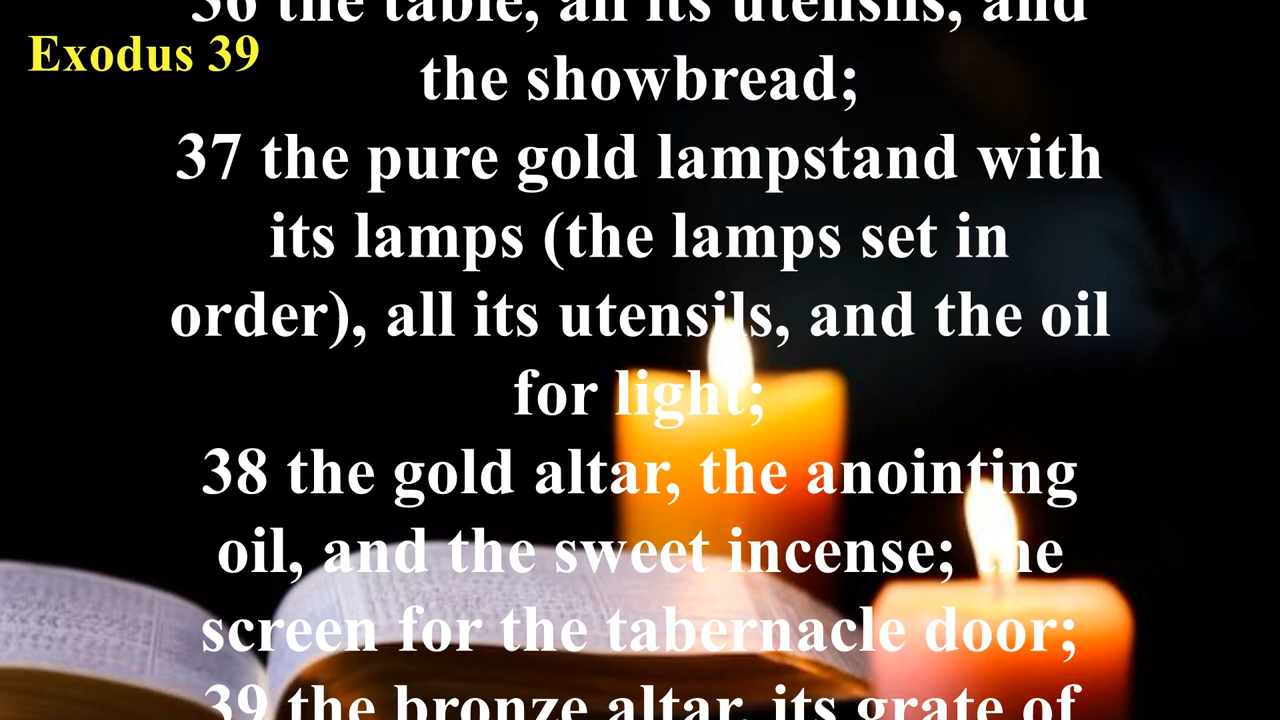 36 the table, all its utensils, and
Exodus 39
the showbread;
37 the pure gold lampstand with
its lamps (the lamps set in
order), all its utensils, and the oil
for light;
38 the gold altar, the anointing
oil, and the sweet incense; the
screen for the tabernacle door;
39 the bronze altar, its grate of